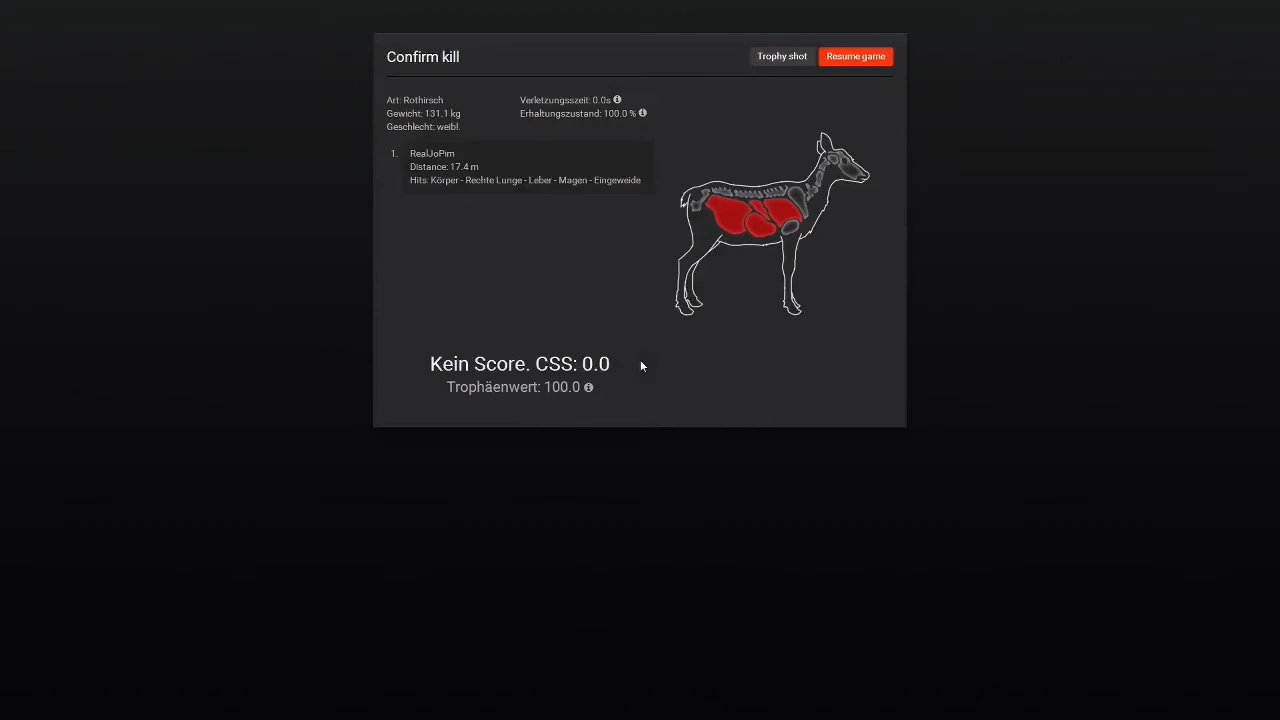 Confirm kill
Trophy shot
Resume game
Art: Rothirsch
Gewicht: 131.1 kg
Geschlecht: weibl.
Verletzungsszeit: 0.0s
Erhaltungszustand: 100.0 %
1. RealJoPim
Distance: 17.4 m
Hits: Körper - Rechte Lunge - Leber - Magen - Eingeweide
Kein Score. CSS: 0.0
Trophäenwert: 100.0